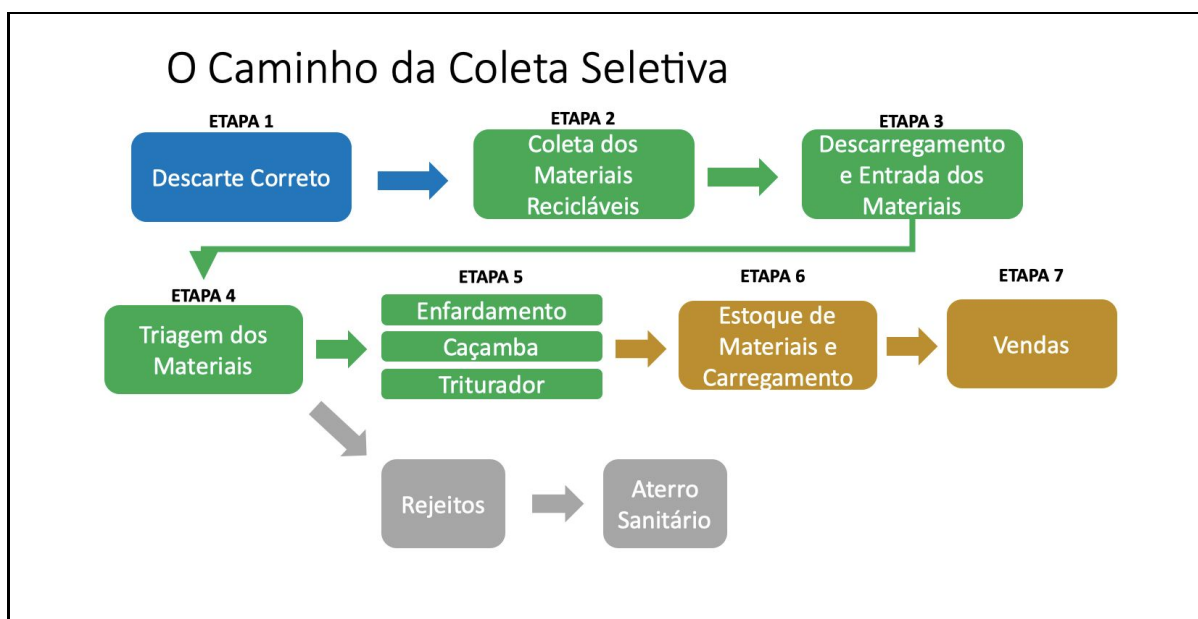 O Caminho da Coleta Seletiva
ETAPA 1
Descarte Correto
ETAPA 2
Coleta dos
Materiais
Recicláveis
ETAPA 3
Descarregamento
e Entrada dos
Materiais
ETAPA 4
Triagem dos
Materiais
ETAPA 5
Enfardamento
Caçamba
Triturador
ETAPA 6
Estoque de
Materiais e
Carregamento
ETAPA 7
Vendas
Rejeitos
Aterro
Sanitário